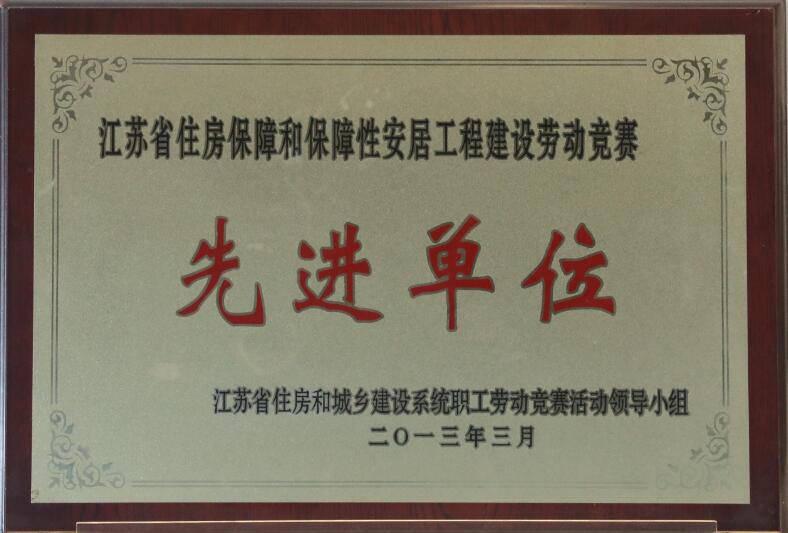 江苏省住房保障和保障性安居工程建设劳动竞赛
先进单位
江苏省住房和城乡建设系统职工劳动竞赛活动领导小组
二〇一三年三月